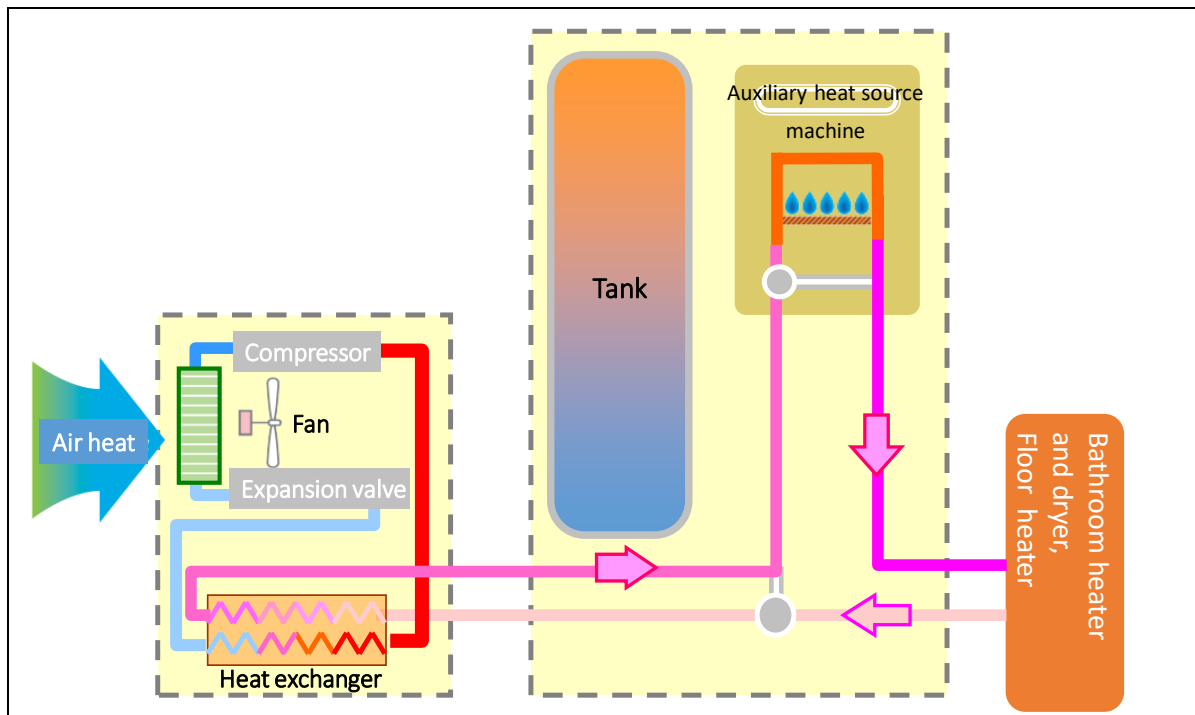 Auxiliary heat source
machine
Tank
Compressor
Fan
Air heat
Expansion valve
Heat exchanger
Bathroom heater
and dryer,
Floor heater